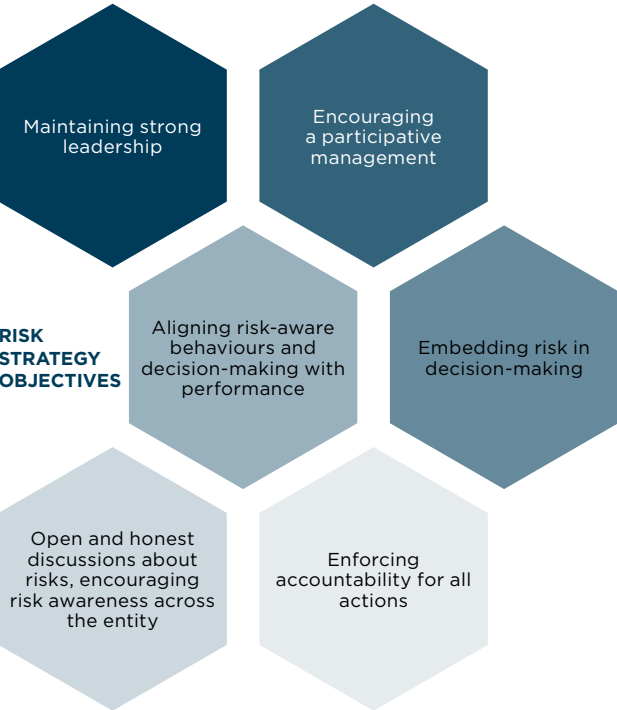 Maintaining strong
leadership
Encouraging
a participative
management
RISK
STRATEGY
OBJECTIVES
Aligning risk-aware
behaviours and
decision-making with
performance
Embedding risk in
decision-making
Open and honest
discussions about
risks, encouraging
risk awareness across
the entity
Enforcing
accountability for all
actions